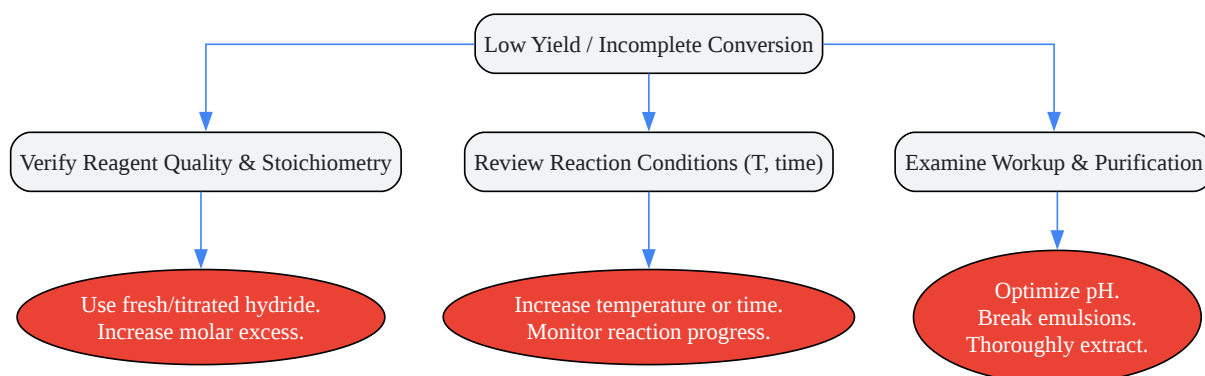 Low Yield / Incomplete Conversion
Verify Reagent Quality & Stoichiometry
Review Reaction Conditions (T, time)
Examine Workup & Purification
Use fresh/titrated hydride.
Increase molar excess.
Increase temperature or time.
Monitor reaction progress.
Optimize pH.
Break emulsions.
Thoroughly extract.